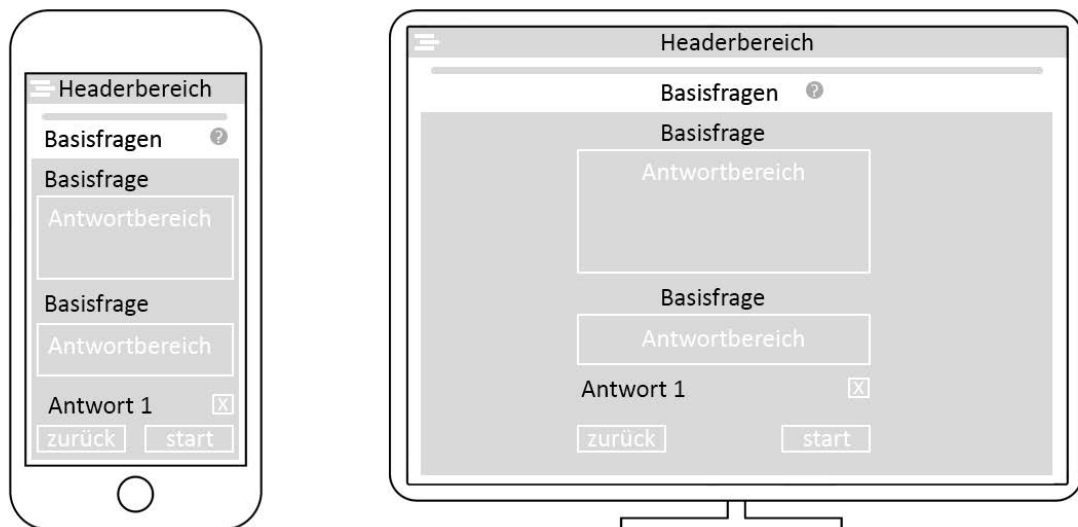 Headerbereich
Basisfragen ?
Basisfrage
Antwortbereich
Basisfrage
Antwortbereich
Antwort 1 X
zurück start
Headerbereich
Basisfragen ?
Basisfrage
Antwortbereich
Basisfrage
Antwortbereich
Antwort 1 X
zurück start